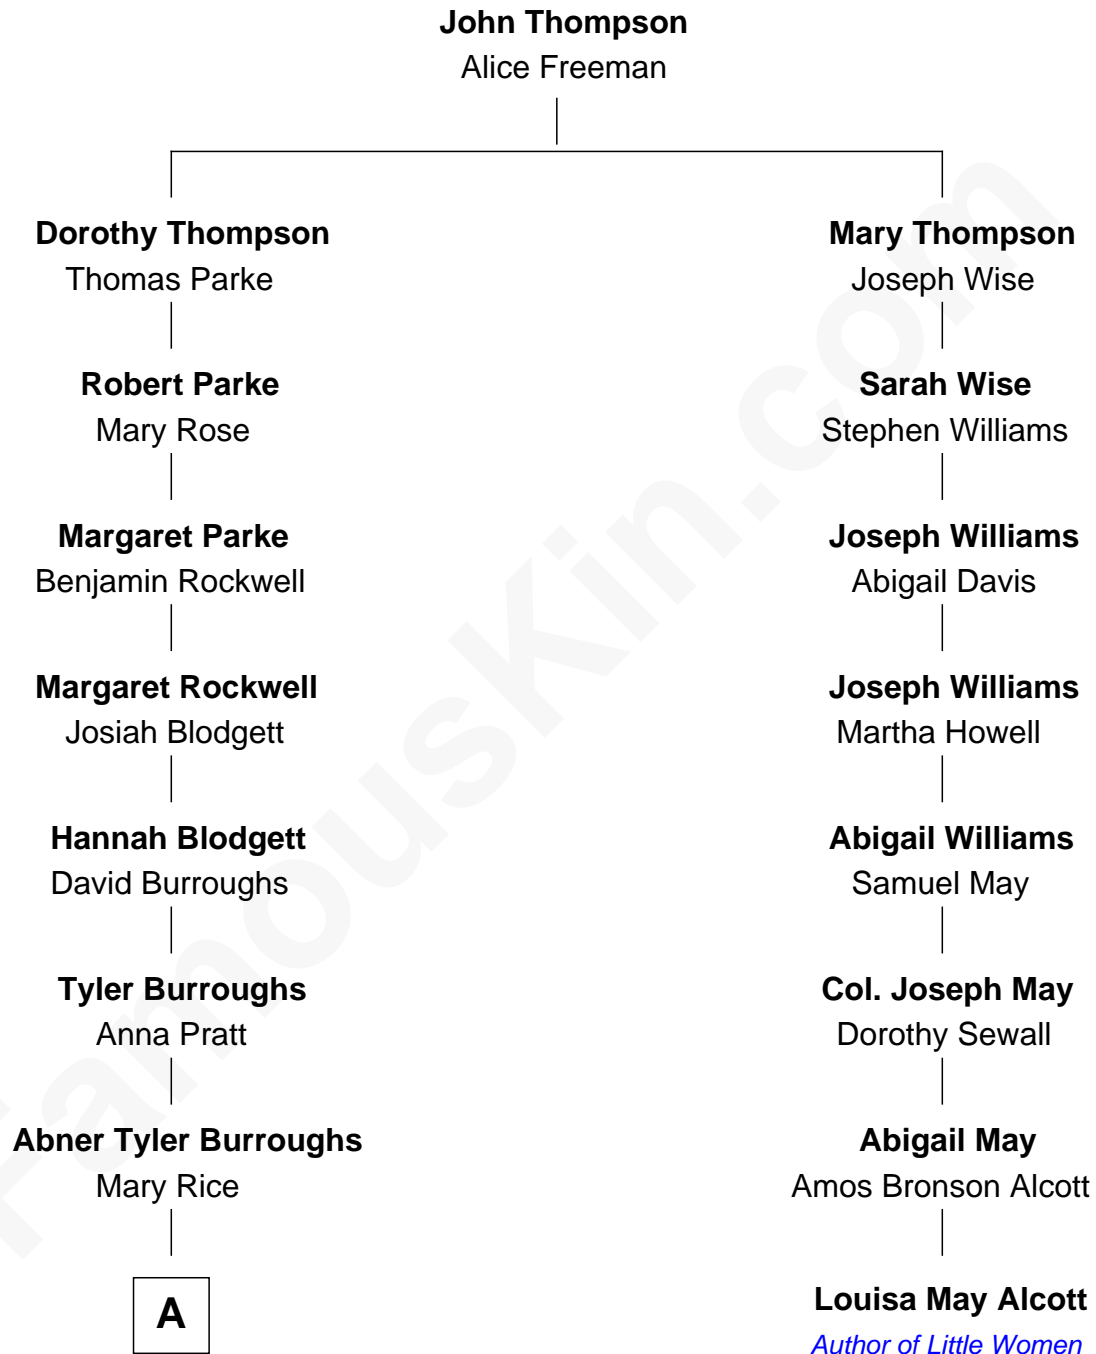 John Thompson
Alice Freeman
Dorothy Thompson
Thomas Parke
Robert Parke
Mary Rose
Margaret Parke
Benjamin Rockwell
Margaret Rockwell
Josiah Blodgett
Hannah Blodgett
David Burroughs
Tyler Burroughs
Anna Pratt
Abner Tyler Burroughs
Mary Rice
A
Mary Thompson
Joseph Wise
Sarah Wise
Stephen Williams
Joseph Williams
Abigail Davis
Joseph Williams
Martha Howell
Abigail Williams
Samuel May
Col. Joseph May
Dorothy Sewall
Abigail May
Amos Bronson Alcott
Louisa May Alcott
Author of Little Women
FamousKin.com